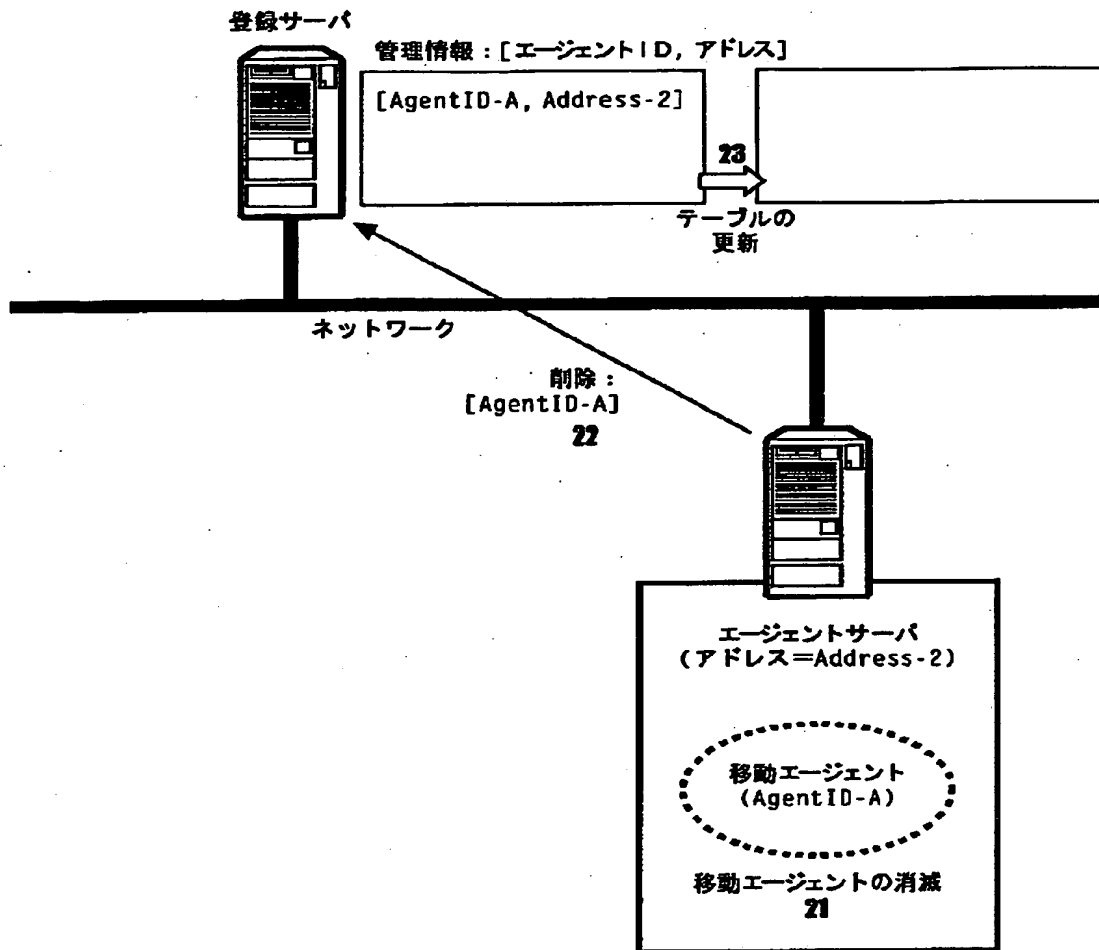 登録サーバ
管理情報:[エージェントID, アドレス]
[AgentID-A, Address-2]
23
テーブルの
更新
ネットワーク
削除:
[AgentID-A]
22
エージェントサーバ
(アドレス=Address-2)
移動エージェント
(AgentID-A)
移動エージェントの消滅
21